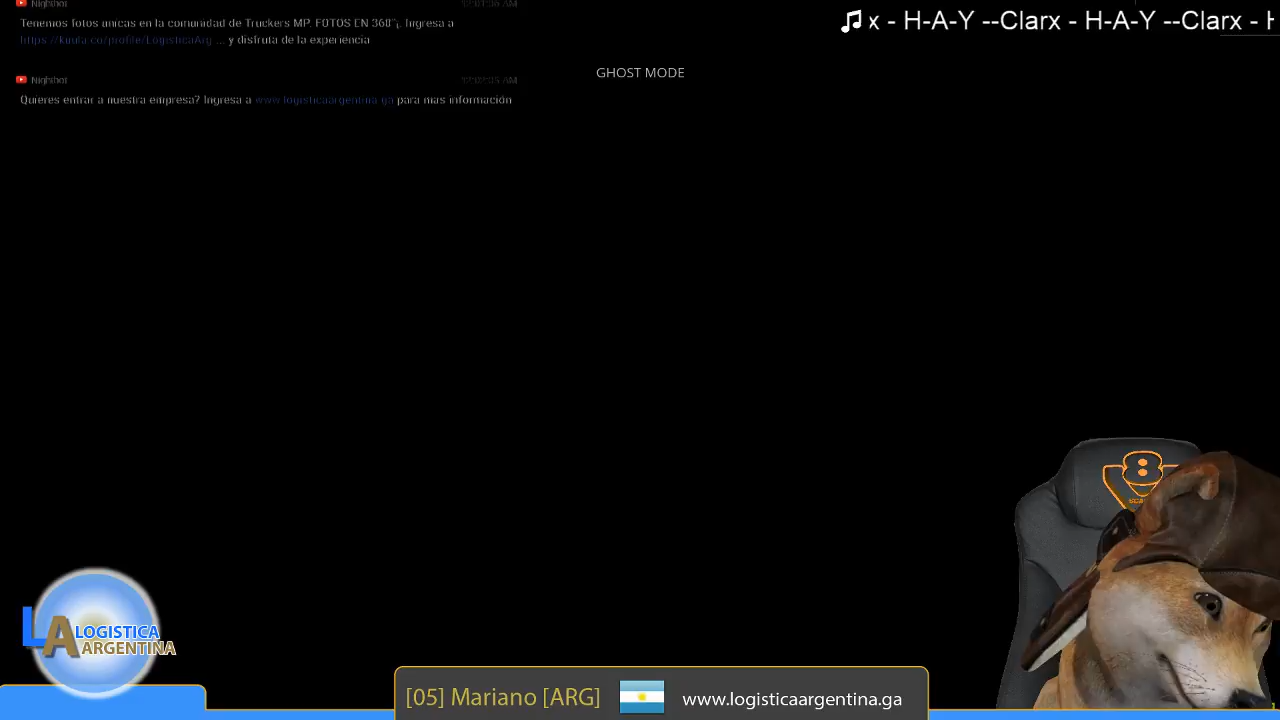 Nighsbot
Tenemos fotos unicas en la comunidad de Truckers MP. FOTOS EN 360°¡. Ingresa a
https://kuula.co/profile/LogisticaArg ... y disfruta de la experiencia
♫ x - H-A-Y --Clarx - H-A-Y --Clarx - H
GHOST MODE
Nighsbot
Quieres entrar a nuestra empresa? Ingresa a www.logisticaargentina.ga para mas información
LA LOGISTICA
ARGENTINA
[05] Mariano [ARG] www.logisticaargentina.ga